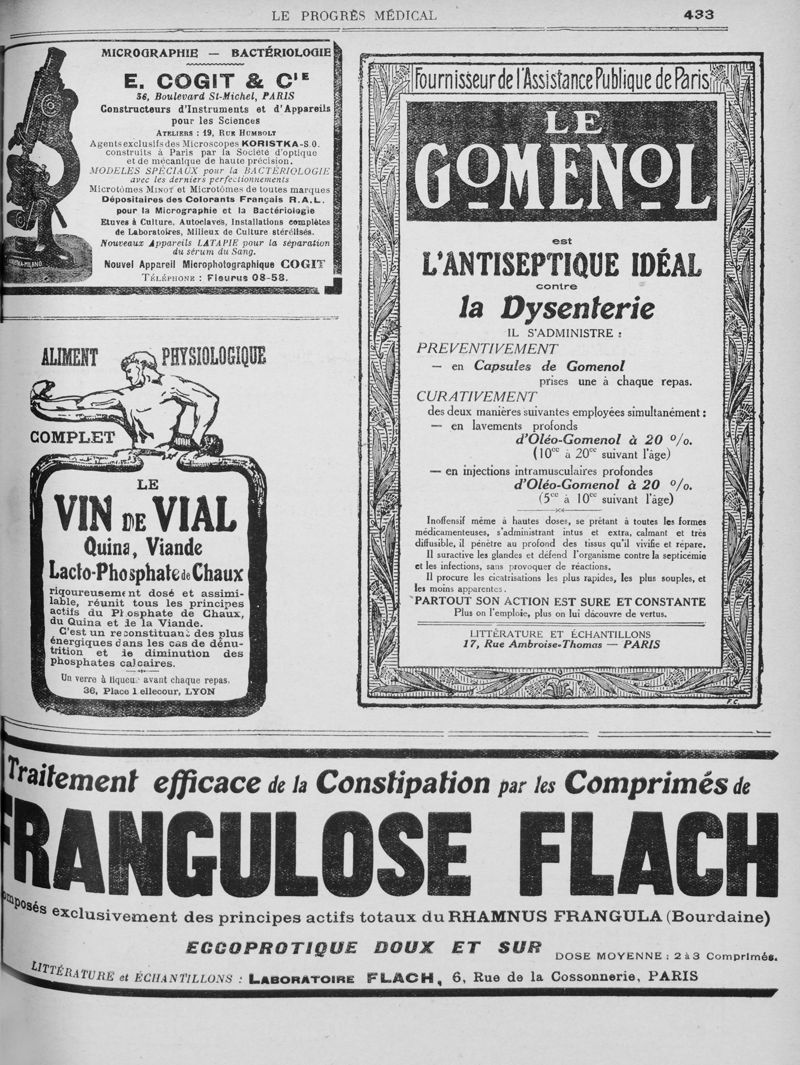 LE PROGRÈS MÉDICAL
433
MICROGRAPHIE — BACTÉRIOLOGIE
E. COGIT & CIE
36, Boulevard St-Michel, PARIS
Constructeurs d'Instruments et d'Appareils
pour les Sciences
ATELIERS : 19, RUE HUMBOLT
Agents exclusifs des Microscopes KORISTKA-S.O.
construits à Paris par la Société d'optique
et de mécanique de haute précision.
MODÈLES SPÉCIAUX pour la BACTÉRIOLOGIE
avec les derniers perfectionnements
Microtomes MINOT et Microtomes de toutes marques
Dépositaires des Colorants Français R.A.L.
pour la Micrographie et la Bactériologie
Etuves à Culture, Autoclaves, Installations complètes
de Laboratoires, Milieux de Culture stérélisés.
Nouveaux Appareils LATAPIE pour la séparation
du sérum du Sang.
Nouvel Appareil Microphotographique COGIT
TÉLÉPHONE : Fleurus 08-58.
ALIMENT PHYSIOLOGIQUE
COMPLET
LE
VIN DE VIAL
Quina, Viande
Lacto-Phosphate de Chaux
rigoureusement dosé et assimi-
lable, réunit tous les principes
actifs du Phosphate de Chaux,
du Quina et de la Viande.
C'est un reconstituant des plus
énergiques dans les cas de dénu-
trition et de diminution des
phosphates calcaires.
Un verre à liqueur avant chaque repas.
36, Place Bellecour, LYON
Fournisseur de l'Assistance Publique de Paris
LE
GOMENOL
est
L'ANTISEPTIQUE IDÉAL
contre
la Dysenterie
IL S'ADMINISTRE :
PREVENTIVEMENT
— en Capsules de Gomenol
prises une à chaque repas.
CURATIVEMENT
des deux manières suivantes employées simultanément :
— en lavements profonds
d'Oléo-Gomenol à 20 %.
(10cc à 20cc suivant l'âge)
— en injections intramusculaires profondes
d'Oléo-Gomenol à 20 %.
(5cc à 10cc suivant l'âge)
Inoffensif même à hautes doses, se prêtant à toutes les formes
médicamenteuses, s'administrant intus et extra, calmant et très
diffusible, il pénètre au profond des tissus qu'il vivifie et répare.
Il suractive les glandes et défend l'organisme contre la septicémie
et les infections, sans provoquer de réactions.
Il procure les cicatrisations les plus rapides, les plus souples, et
les moins apparentes.
PARTOUT SON ACTION EST SURE ET CONSTANTE
Plus on l'emploie, plus on lui découvre de vertus.
LITTÉRATURE ET ÉCHANTILLONS
17, Rue Ambroise-Thomas — PARIS
F.C.
Traitement efficace de la Constipation par les Comprimés de
FRANGULOSE FLACH
omposés exclusivement des principes actifs totaux du RHAMNUS FRANGULA (Bourdaine)
ECCOPROTIQUE DOUX ET SUR
DOSE MOYENNE : 2 à 3 Comprimés.
LITTÉRATURE et ÉCHANTILLONS : LABORATOIRE FLACH, 6, Rue de la Cossonnerie, PARIS